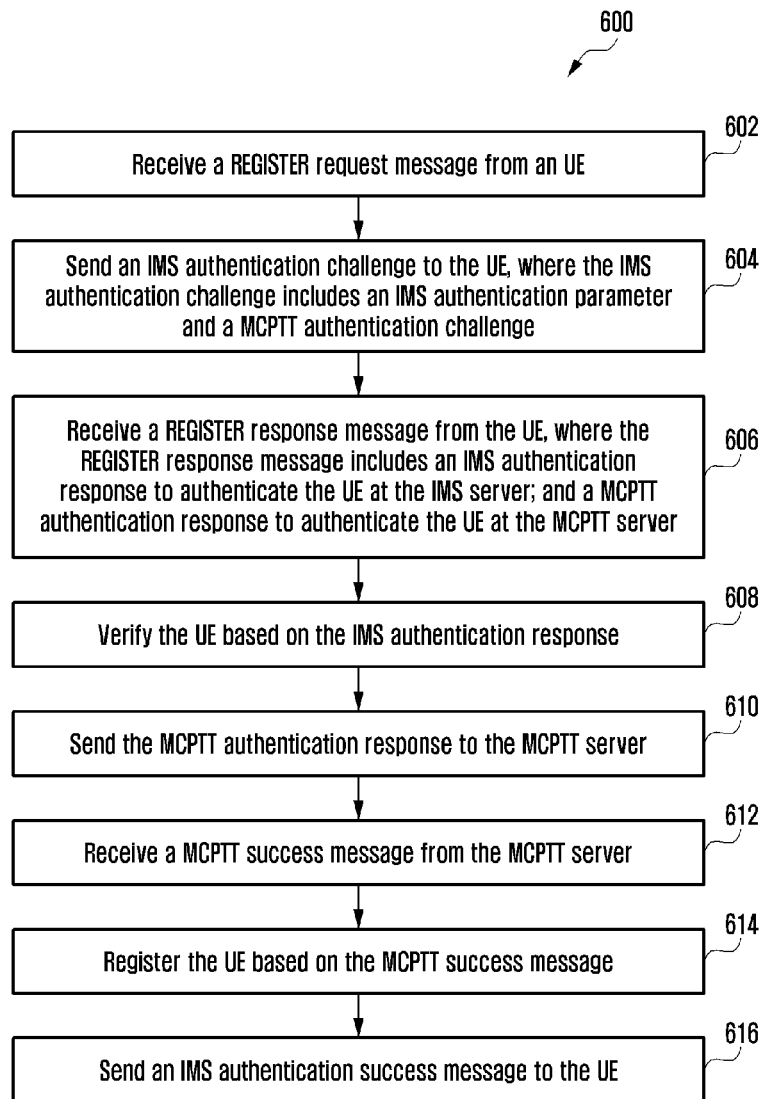 600
602
Receive a REGISTER request message from an UE
604
Send an IMS authentication challenge to the UE, where the IMS
authentication challenge includes an IMS authentication parameter
and a MCPTT authentication challenge
606
Receive a REGISTER response message from the UE, where the
REGISTER response message includes an IMS authentication
response to authenticate the UE at the IMS server; and a MCPTT
authentication response to authenticate the UE at the MCPTT server
608
Verify the UE based on the IMS authentication response
610
Send the MCPTT authentication response to the MCPTT server
612
Receive a MCPTT success message from the MCPTT server
614
Register the UE based on the MCPTT success message
616
Send an IMS authentication success message to the UE